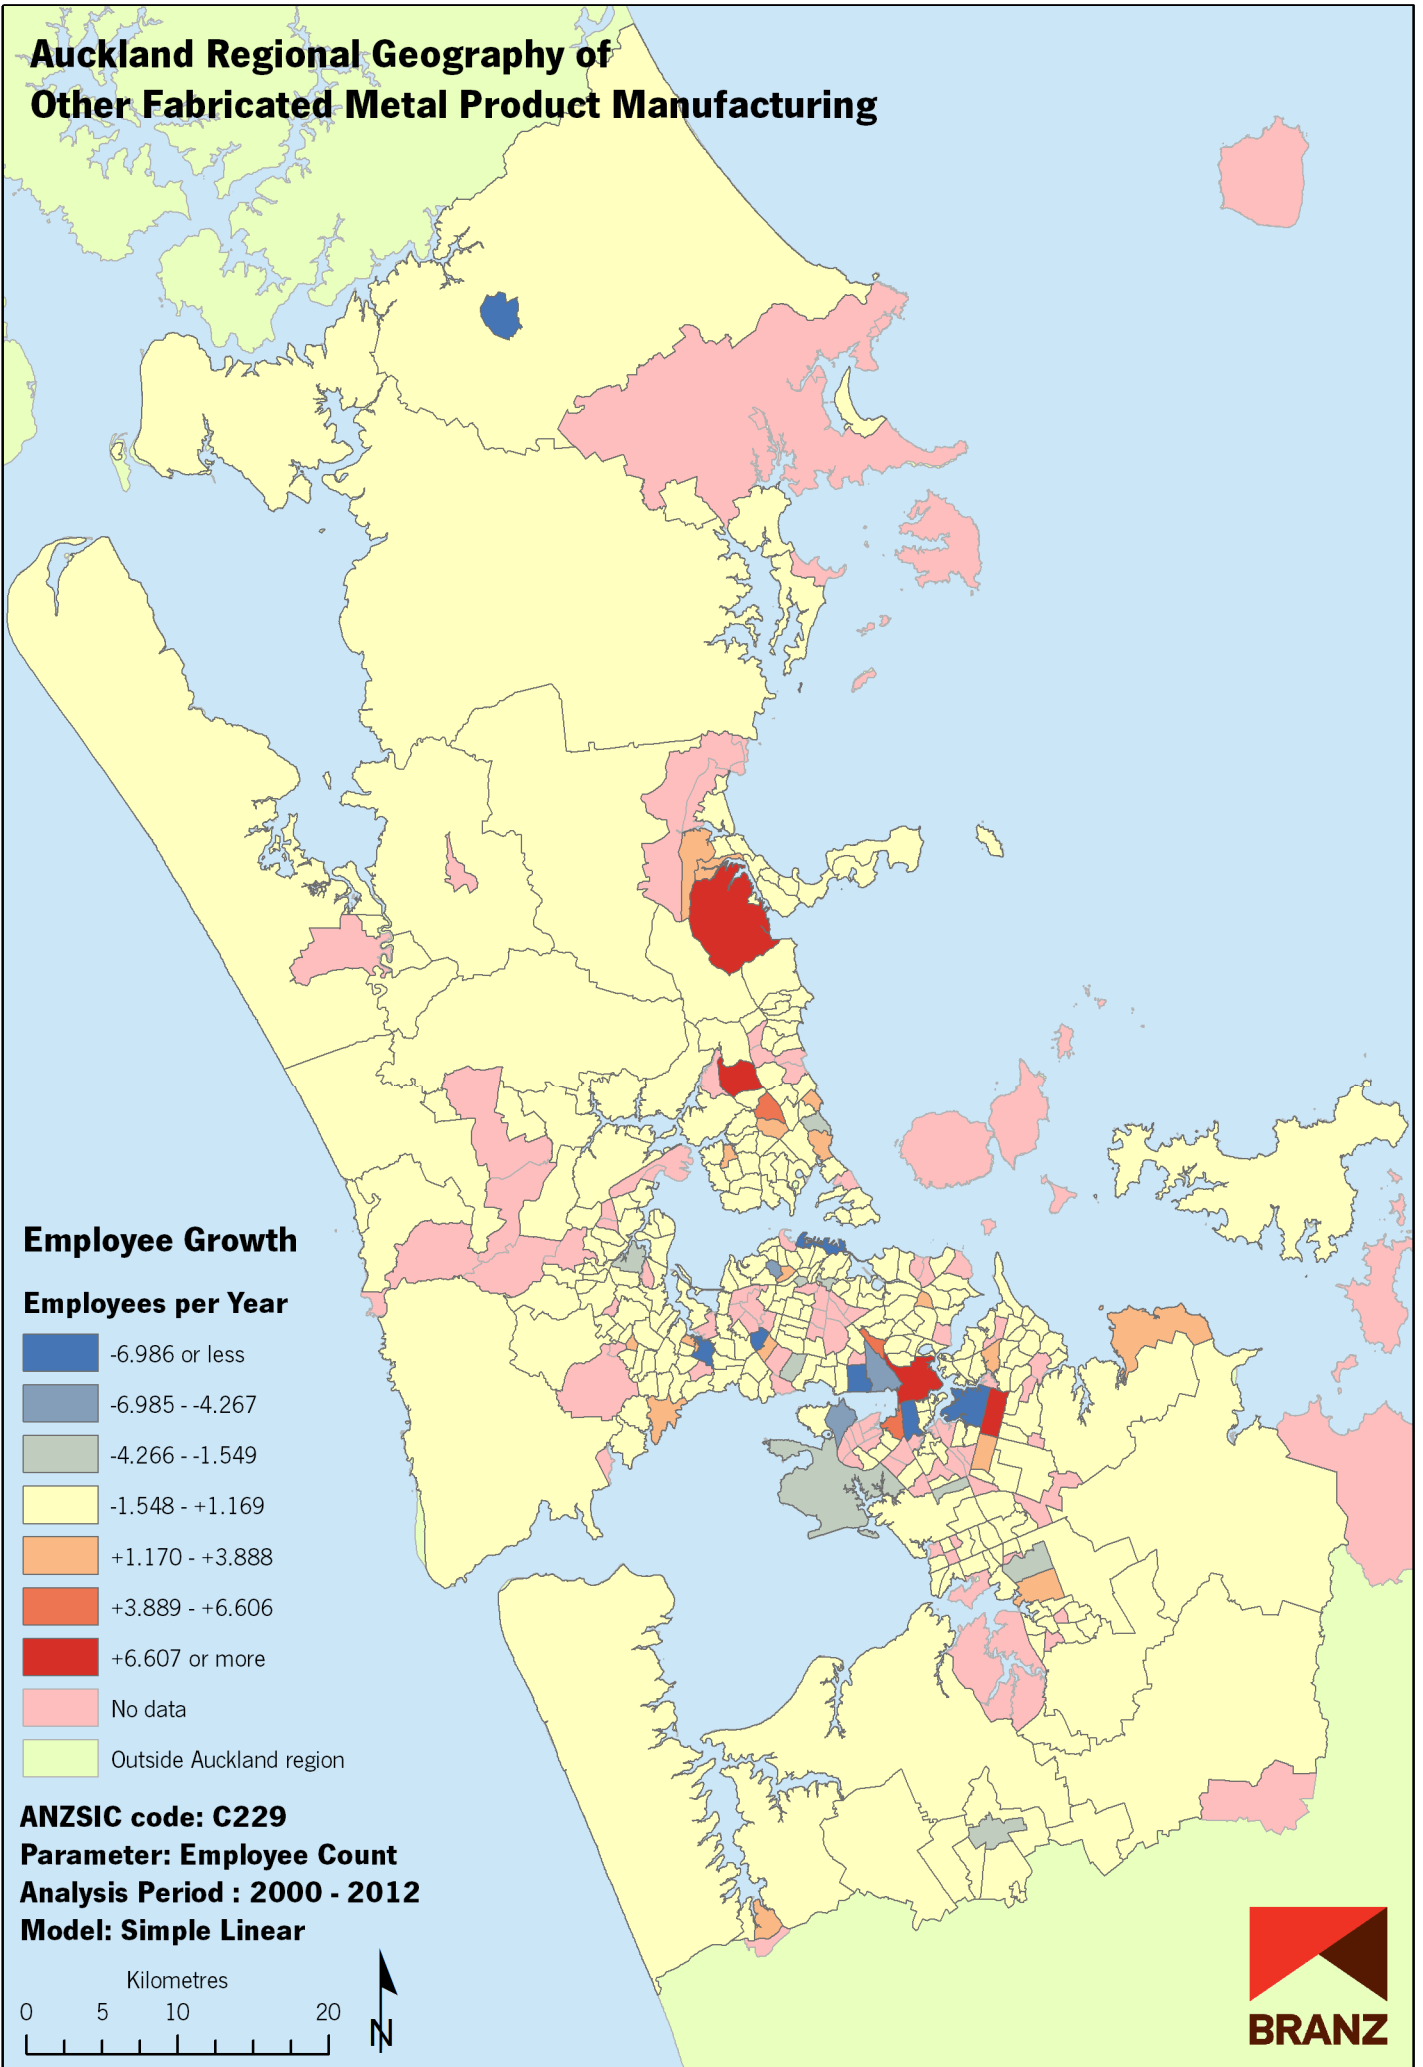 Auckland Regional Geography of
Other Fabricated Metal Product Manufacturing
Employee Growth
Employees per Year
-6.986 or less
-6.985 - -4.267
-4.266 - -1.549
-1.548 - +1.169
+1.170 - +3.888
+3.889 - +6.606
+6.607 or more
No data
Outside Auckland region
ANZSIC code: C229
Parameter: Employee Count
Analysis Period : 2000 - 2012
Model: Simple Linear
Kilometres
0 5 10 20
N
BRANZ